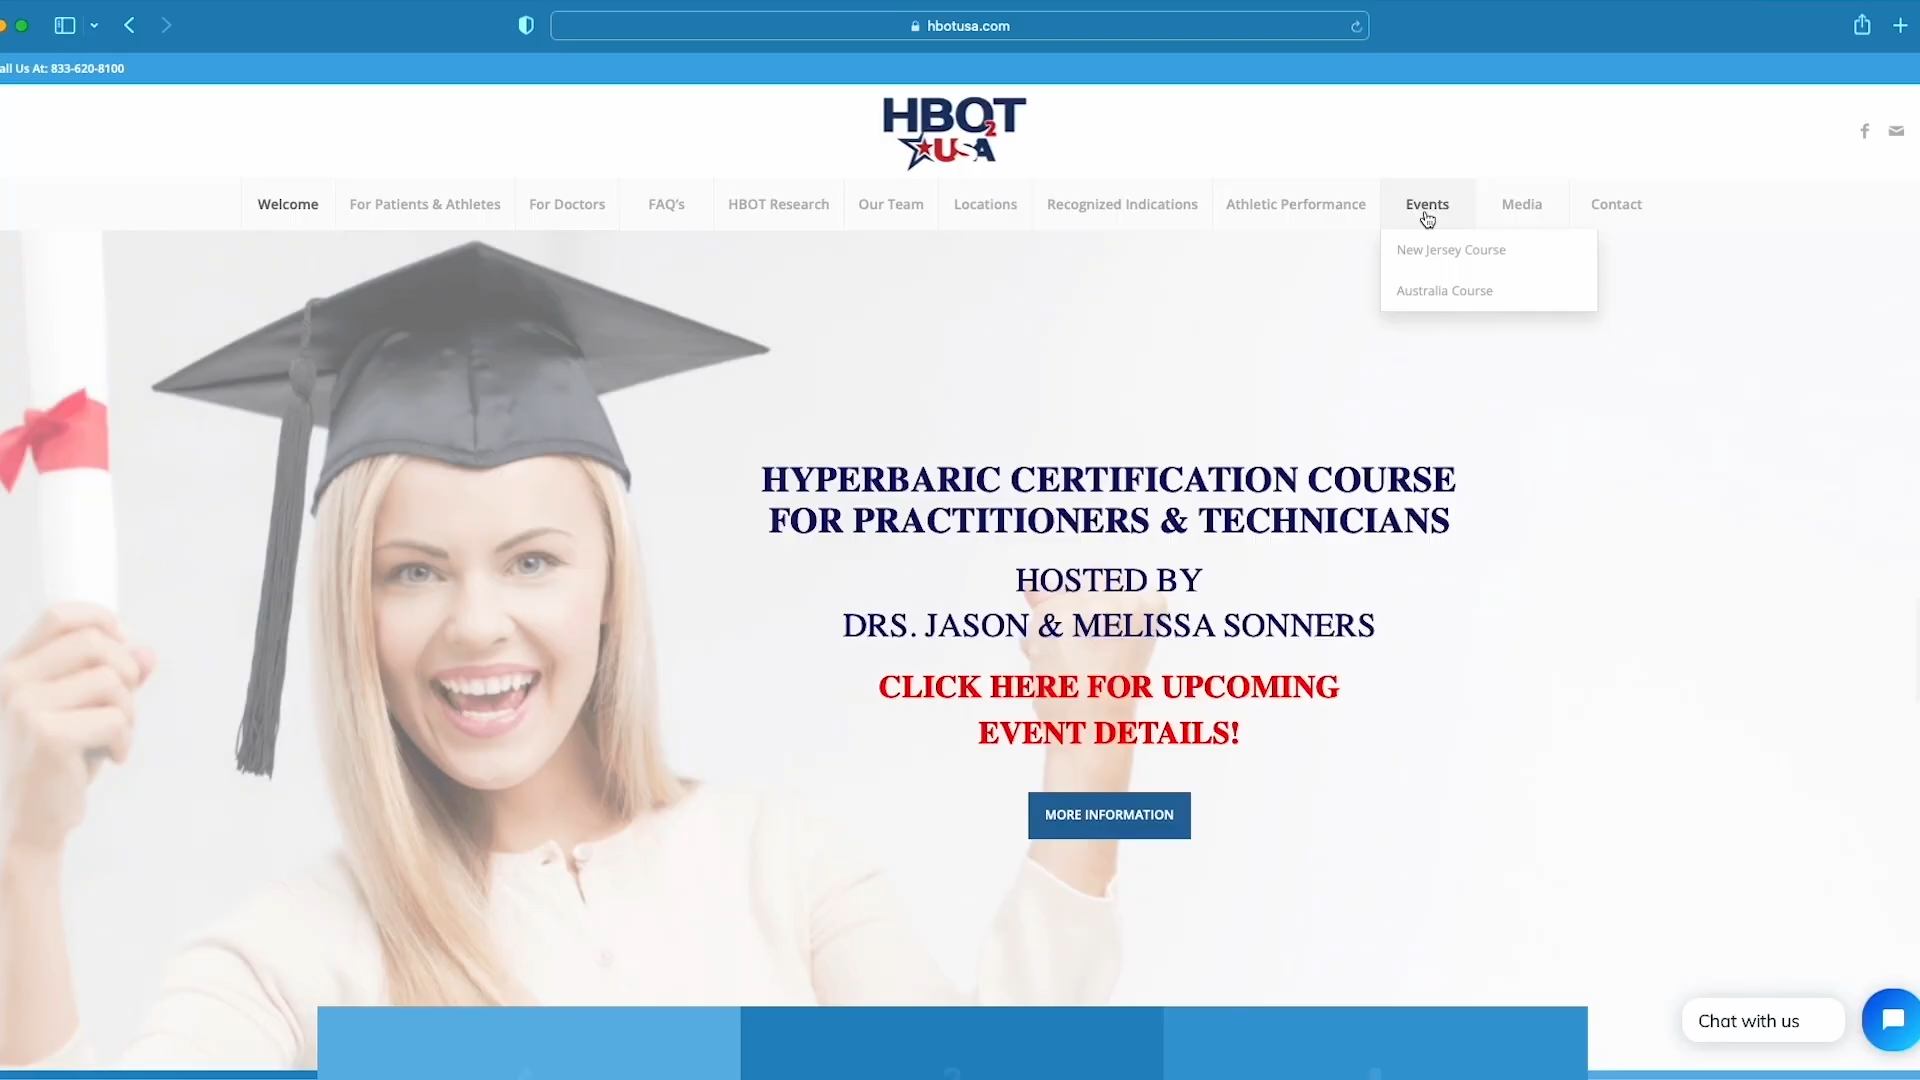 hbotusa.com
all Us At: 833-620-8100
HBOT
2
USA
Welcome
For Patients & Athletes
For Doctors
FAQ's
HBOT Research
Our Team
Locations
Recognized Indications
Athletic Performance
Events
Media
Contact
New Jersey Course
Australia Course
HYPERBARIC CERTIFICATION COURSE
FOR PRACTITIONERS & TECHNICIANS
HOSTED BY
DRS. JASON & MELISSA SONNERS
CLICK HERE FOR UPCOMING
EVENT DETAILS!
MORE INFORMATION
Chat with us